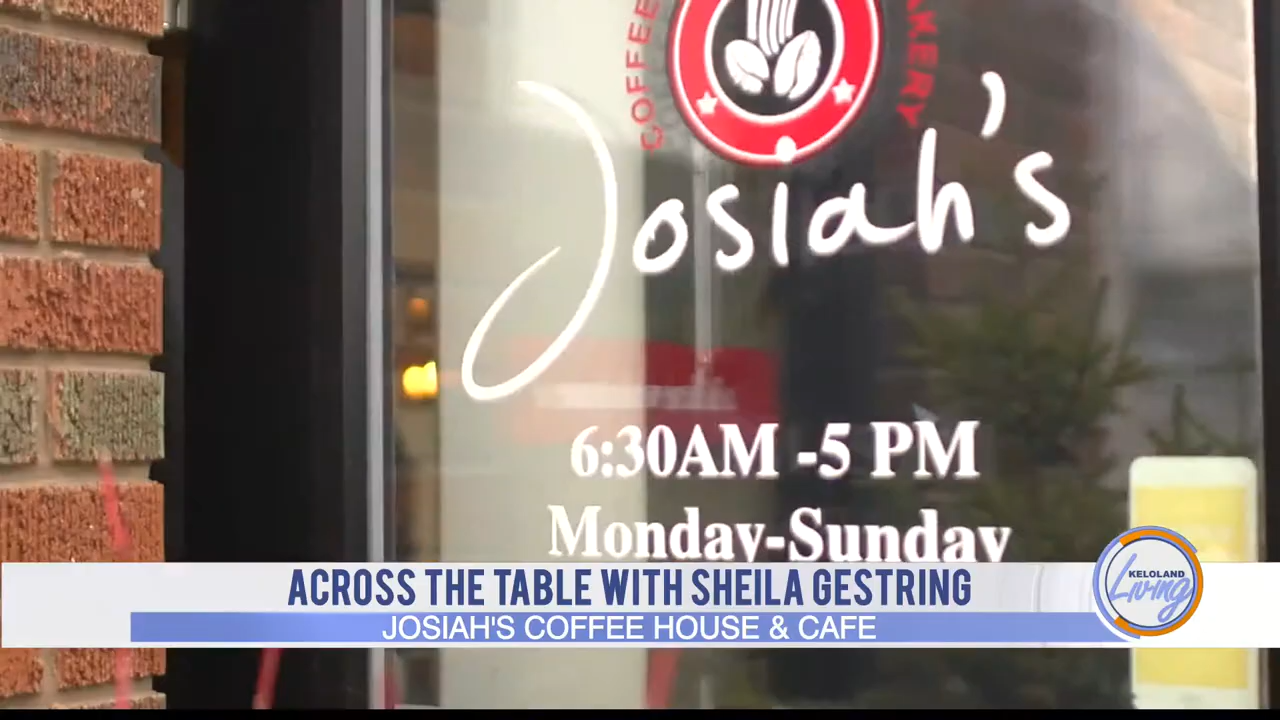 COFFEE
Josiah's
6:30AM -5 PM
Monday-Sunday
ACROSS THE TABLE WITH SHEILA GESTRING
JOSIAH'S COFFEE HOUSE & CAFE
KELOLAND
Living